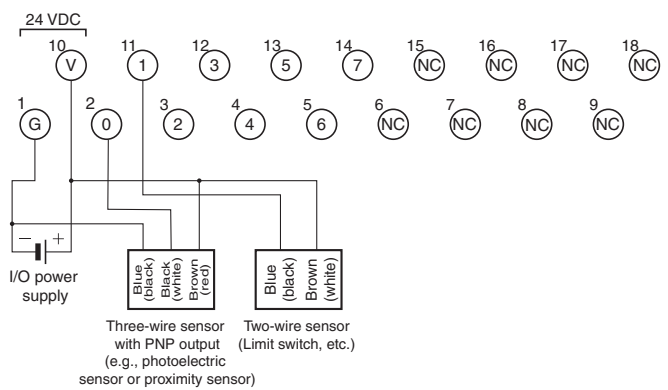 24 VDC
10 11 12 13 14 15 16 17 18
V 1 3 5 7 NC NC NC NC
1 2 3 4 5 6 7 8 9
G 0 2 4 6 NC NC NC NC
− +
I/O power
supply
Blue
(black)
Black
(white)
Brown
(red)
Blue
(black)
Brown
(white)
Three-wire sensor
with PNP output
(e.g., photoelectric
sensor or proximity sensor)
Two-wire sensor
(Limit switch, etc.)